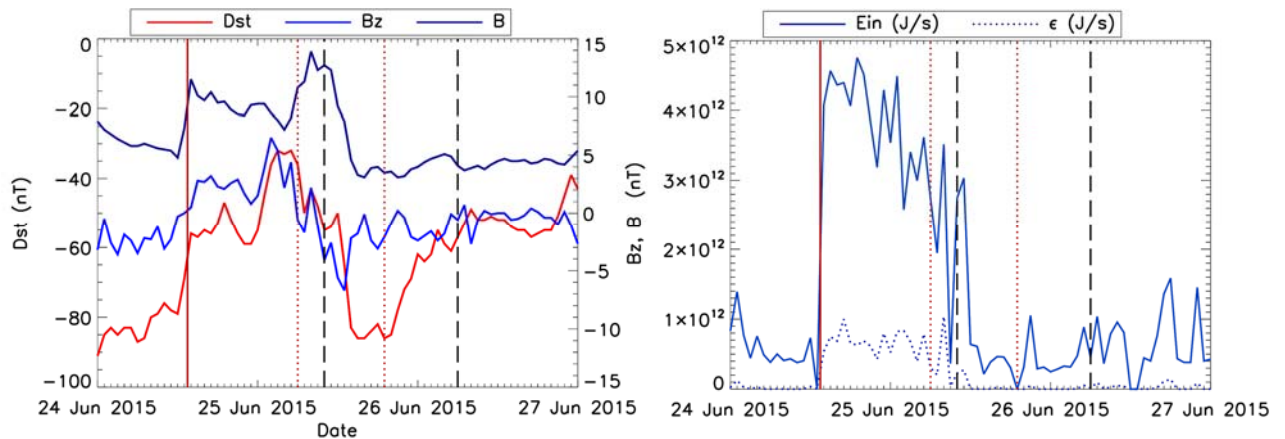 Dst Bz B
0
−20
−40
−60
−80
−100
Dst (nT)
15
10
5
0
−5
−10
−15
Bz, B (nT)
24 Jun 2015 25 Jun 2015 26 Jun 2015 27 Jun 2015
Date
Ein (J/s) ϵ (J/s)
5×10¹²
4×10¹²
3×10¹²
2×10¹²
1×10¹²
0
24 Jun 2015 25 Jun 2015 26 Jun 2015 27 Jun 2015